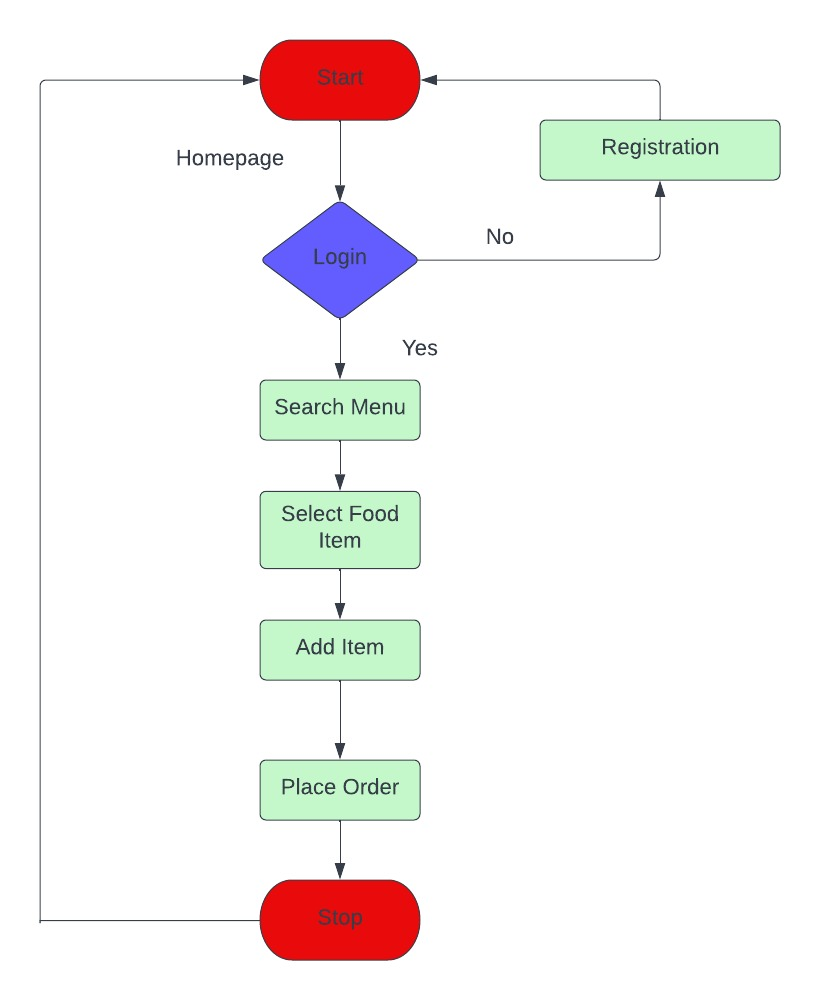 Start
Homepage
Registration
Login
No
Yes
Search Menu
Select Food
Item
Add Item
Place Order
Stop